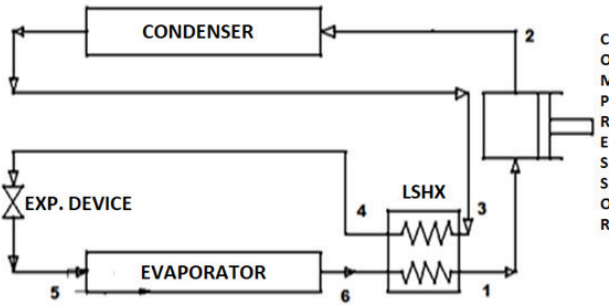 CONDENSER
2
C
O
M
P
R
E
S
S
O
R
LSHX
EXP. DEVICE
4
3
EVAPORATOR
5
6
1